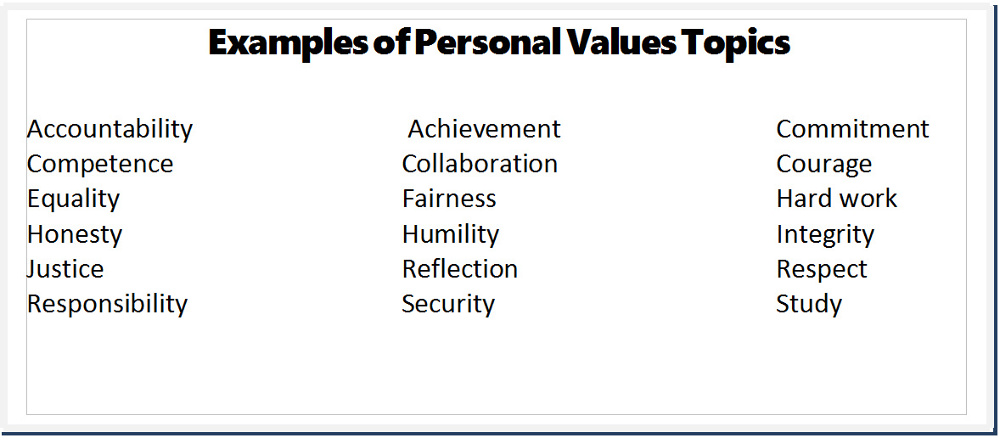 Examples of Personal Values Topics
Accountability Achievement Commitment
Competence Collaboration Courage
Equality Fairness Hard work
Honesty Humility Integrity
Justice Reflection Respect
Responsibility Security Study